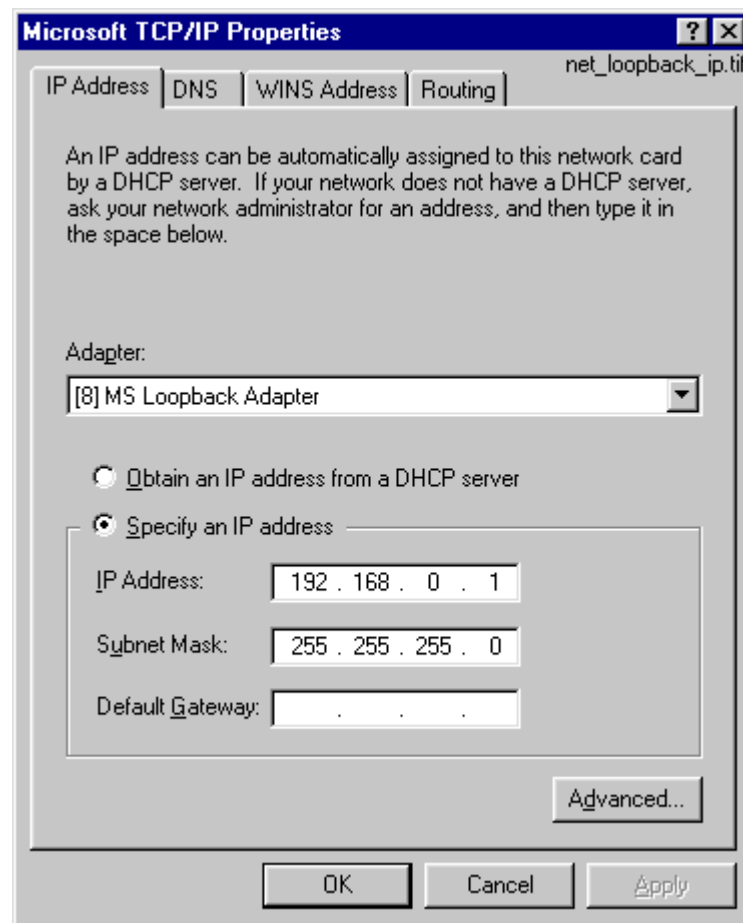 Microsoft TCP/IP Properties
net_loopback_ip.tif
IP Address DNS WINS Address Routing
An IP address can be automatically assigned to this network card
by a DHCP server. If your network does not have a DHCP server,
ask your network administrator for an address, and then type it in
the space below.
Adapter:
[8] MS Loopback Adapter
Obtain an IP address from a DHCP server
Specify an IP address
IP Address: 192 . 168 . 0 . 1
Subnet Mask: 255 . 255 . 255 . 0
Default Gateway: . . .
Advanced...
OK Cancel Apply